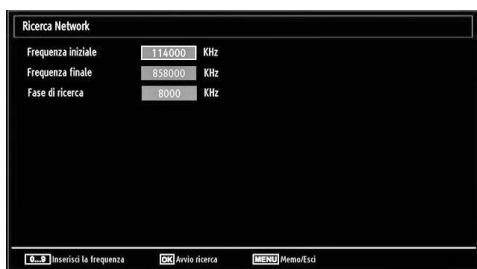 Ricerca Network
Frequenza iniziale 114000 KHz
Frequenza finale 858000 KHz
Fase di ricerca 8000 KHz
0...9 Inserisci la frequenza OK Avvio ricerca MENU Memo/Esci